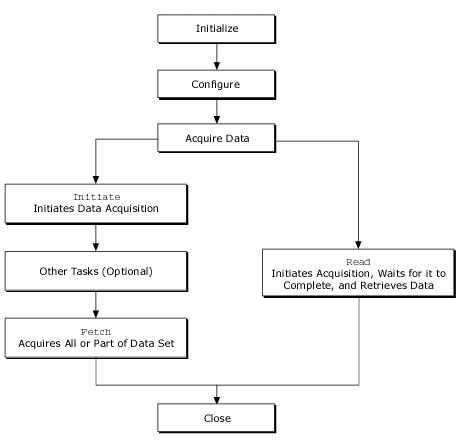 Initialize
Configure
Acquire Data
Initiate
Initiates Data Acquisition
Other Tasks (Optional)
Fetch
Acquires All or Part of Data Set
Read
Initiates Acquisition, Waits for it to
Complete, and Retrieves Data
Close